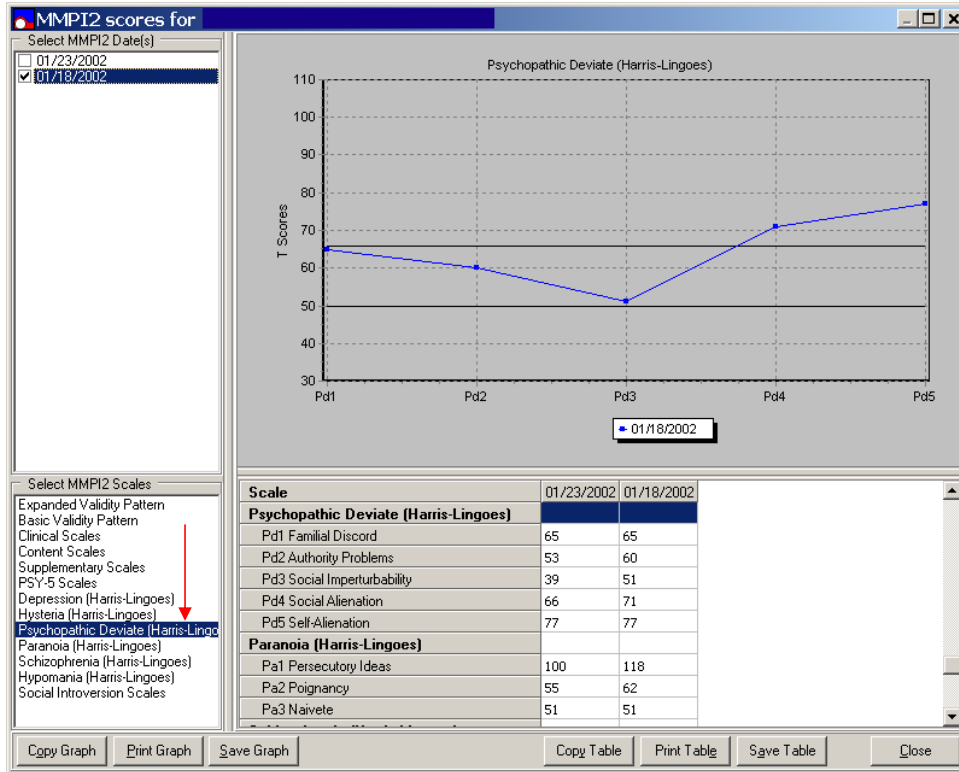 MMPI2 scores for
Select MMPI2 Date(s)
01/23/2002
01/18/2002
Psychopathic Deviate (Harris-Lingoes)
110
100
90
80
70
60
50
40
30
T Scores
Pd1 Pd2 Pd3 Pd4 Pd5
01/18/2002
Select MMPI2 Scales
Expanded Validity Pattern
Basic Validity Pattern
Clinical Scales
Content Scales
Supplementary Scales
PSY-5 Scales
Depression (Harris-Lingoes)
Hysteria (Harris-Lingoes)
Psychopathic Deviate (Harris-Lingo
Paranoia (Harris-Lingoes)
Schizophrenia (Harris-Lingoes)
Hypomania (Harris-Lingoes)
Social Introversion Scales
Scale 01/23/2002 01/18/2002
Psychopathic Deviate (Harris-Lingoes)
Pd1 Familial Discord 65 65
Pd2 Authority Problems 53 60
Pd3 Social Imperturbability 39 51
Pd4 Social Alienation 66 71
Pd5 Self-Alienation 77 77
Paranoia (Harris-Lingoes)
Pa1 Persecutory Ideas 100 118
Pa2 Poignancy 55 62
Pa3 Naivete 51 51
Copy Graph Print Graph Save Graph Copy Table Print Table Save Table Close